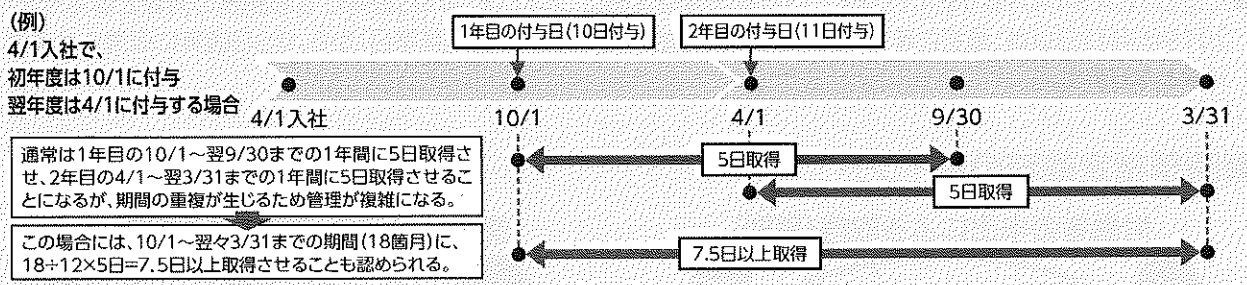 (例)
4/1入社で、
初年度は10/1に付与
翌年度は4/1に付与する場合
1年目の付与日(10日付与)
2年目の付与日(11日付与)
4/1入社
10/1
4/1
9/30
3/31
通常は1年目の10/1～翌9/30までの1年間に5日取得さ
せ、2年目の4/1～翌3/31までの1年間に5日取得させるこ
とになるが、期間の重複が生じるため管理が複雑になる。
5日取得
5日取得
この場合には、10/1～翌々3/31までの期間(18箇月)に、
18÷12×5日=7.5日以上取得させることも認められる。
7.5日以上取得